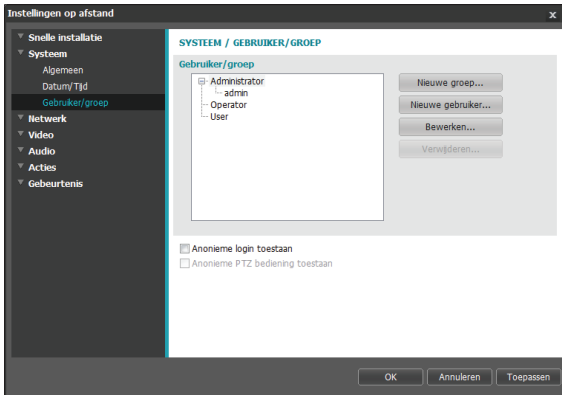 Instellingen op afstand
x
Snelle installatie
Systeem
Algemeen
Datum/Tijd
Gebruiker/groep
Netwerk
Video
Audio
Acties
Gebeurtenis
SYSTEEM / GEBRUIKER/GROEP
Gebruiker/groep
Administrator
admin
Operator
User
Nieuwe groep...
Nieuwe gebruiker...
Bewerken...
Verwijderen...
Anonieme login toestaan
Anonieme PTZ bediening toestaan
OK
Annuleren
Toepassen